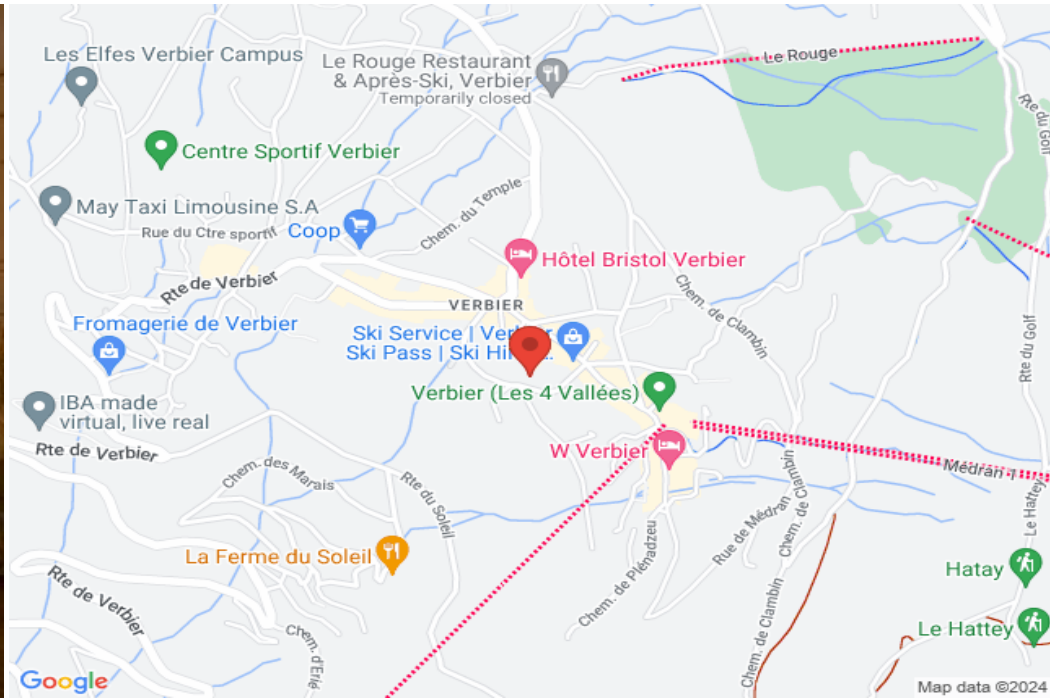 Les Elfes Verbier Campus
Le Rouge Restaurant
& Après-Ski, Verbier
Temporarily closed
Le Rouge
Rte du Golf
Centre Sportif Verbier
May Taxi Limousine S.A
Rue du Ctre sportif
Coop
Chem. du Temple
Hôtel Bristol Verbier
Rte de Verbier
VERBIER
Chem. de Clambin
Fromagerie de Verbier
Ski Service | Verbier
Ski Pass | Ski Hi
Rte du Golf
Verbier (Les 4 Vallées)
IBA made
virtual, live real
W Verbier
Rte de Verbier
Chem. des Marais
Rte du Soleil
Médran 1
Chem. de Clambin
Le Hattey
Rue de Médran
La Ferme du Soleil
Chem. de Plénadzeu
Hatay
Rte de Verbier
Chem. de Clambin
Le Hattey
Chem. d'Erié
Google
Map data ©2024